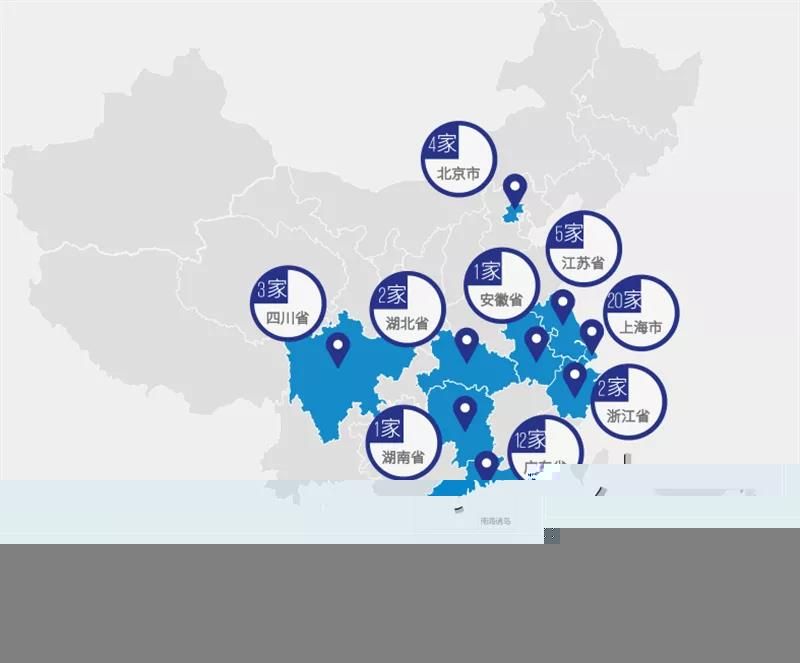 4家
北京市
5家
江苏省
1家
安徽省
3家
四川省
2家
湖北省
20家
上海市
2家
浙江省
1家
湖南省
12家
广东省
南海诸岛